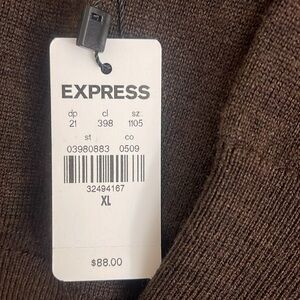 EXPRESS
dp cl sz
21 398 1105
st co
03980883 0509
32494167
XL
$88.00